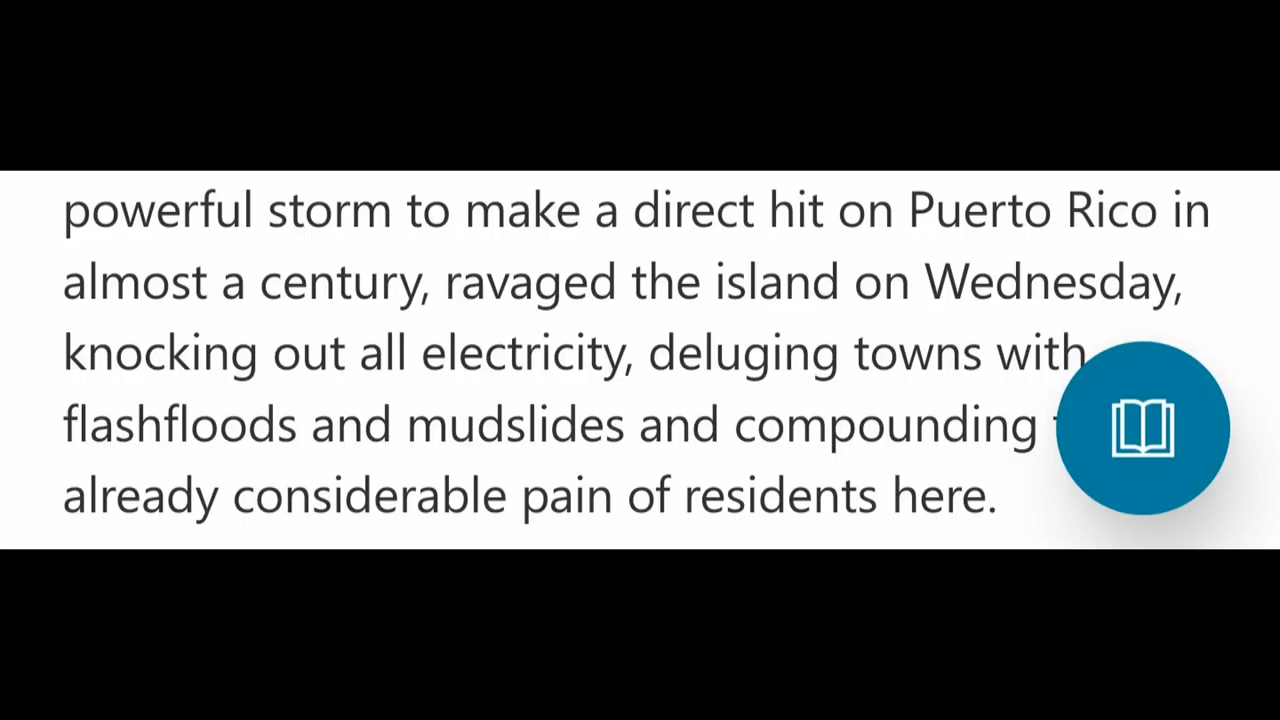 powerful storm to make a direct hit on Puerto Rico in
almost a century, ravaged the island on Wednesday,
knocking out all electricity, deluging towns with
flashfloods and mudslides and compounding
already considerable pain of residents here.